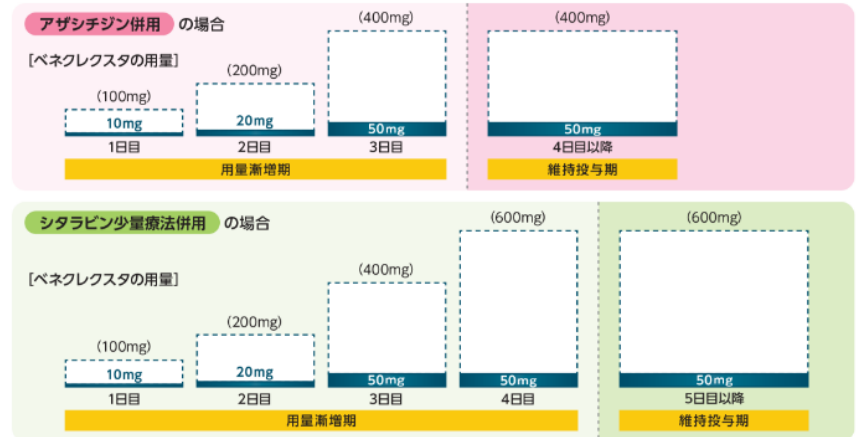 アザシチジン併用 の場合
(400mg) (400mg)
[ベネクレクスタの用量]
(200mg)
(100mg)
10mg 20mg 50mg 50mg
1日目 2日目 3日目 4日目以降
用量漸増期 維持投与期
シタラビン少量療法併用 の場合
(600mg) (600mg)
[ベネクレクスタの用量]
(400mg)
(200mg)
(100mg)
10mg 20mg 50mg 50mg 50mg
1日目 2日目 3日目 4日目 5日目以降
用量漸増期 維持投与期